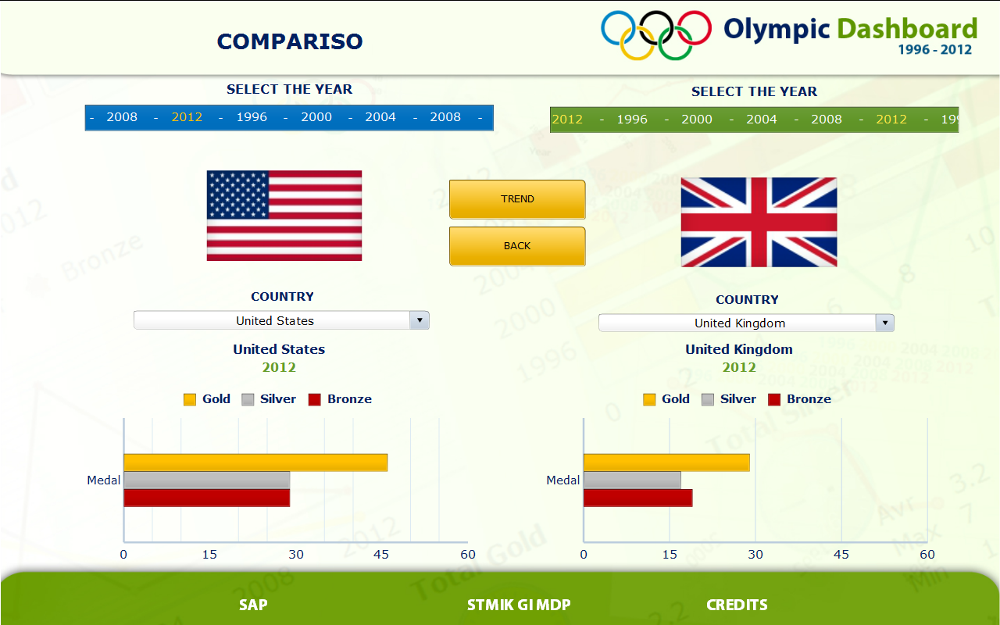 COMPARISO
Olympic Dashboard
1996 - 2012
SELECT THE YEAR
- 2008 - 2012 - 1996 - 2000 - 2004 - 2008 -
SELECT THE YEAR
2012 - 1996 - 2000 - 2004 - 2008 - 2012 - 199
TREND
BACK
COUNTRY
United States
United States
2012
Gold Silver Bronze
Medal
0 15 30 45 60
COUNTRY
United Kingdom
United Kingdom
2012
Gold Silver Bronze
Medal
0 15 30 45 60
SAP
STMIK GI MDP
CREDITS